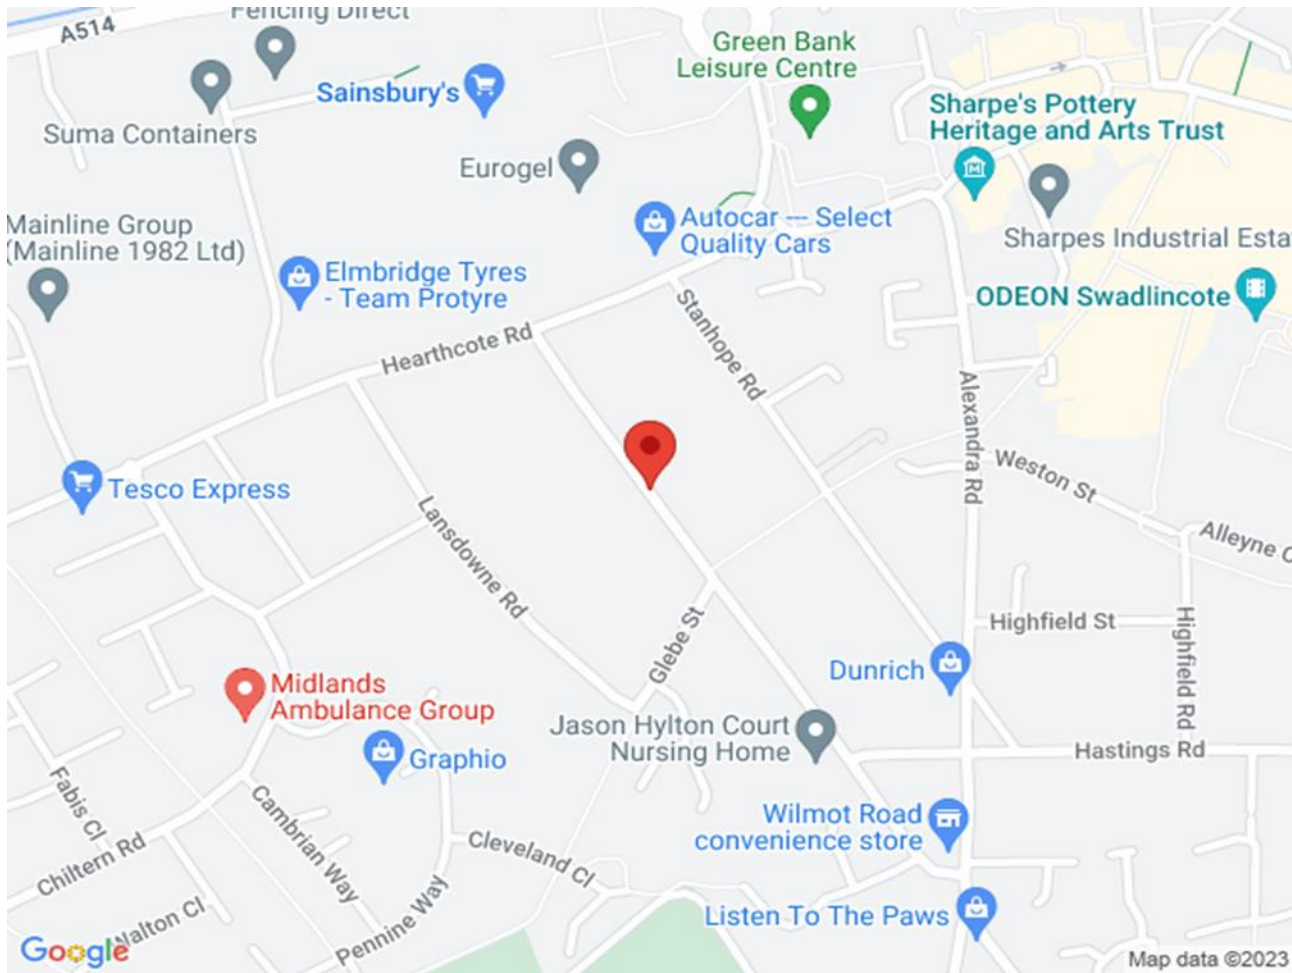 A514
Fencing Direct
Green Bank
Leisure Centre
Sainsbury's
Suma Containers
Sharpe's Pottery
Heritage and Arts Trust
Eurogel
Mainline Group
(Mainline 1982 Ltd)
Autocar --- Select
Quality Cars
Sharpes Industrial Esta
Elmbridge Tyres
- Team Protyre
ODEON Swadlincote
Stanhope Rd
Hearthcote Rd
Alexandra Rd
Weston St
Tesco Express
Lansdowne Rd
Alleyne C
Glebe St
Highfield St
Highfield Rd
Dunrich
Midlands
Ambulance Group
Jason Hylton Court
Nursing Home
Graphio
Hastings Rd
Fabis Cl
Cambrian Way
Wilmot Road
convenience store
Chiltern Rd
Cleveland Cl
Walton Cl
Pennine Way
Listen To The Paws
Google
Map data ©2023